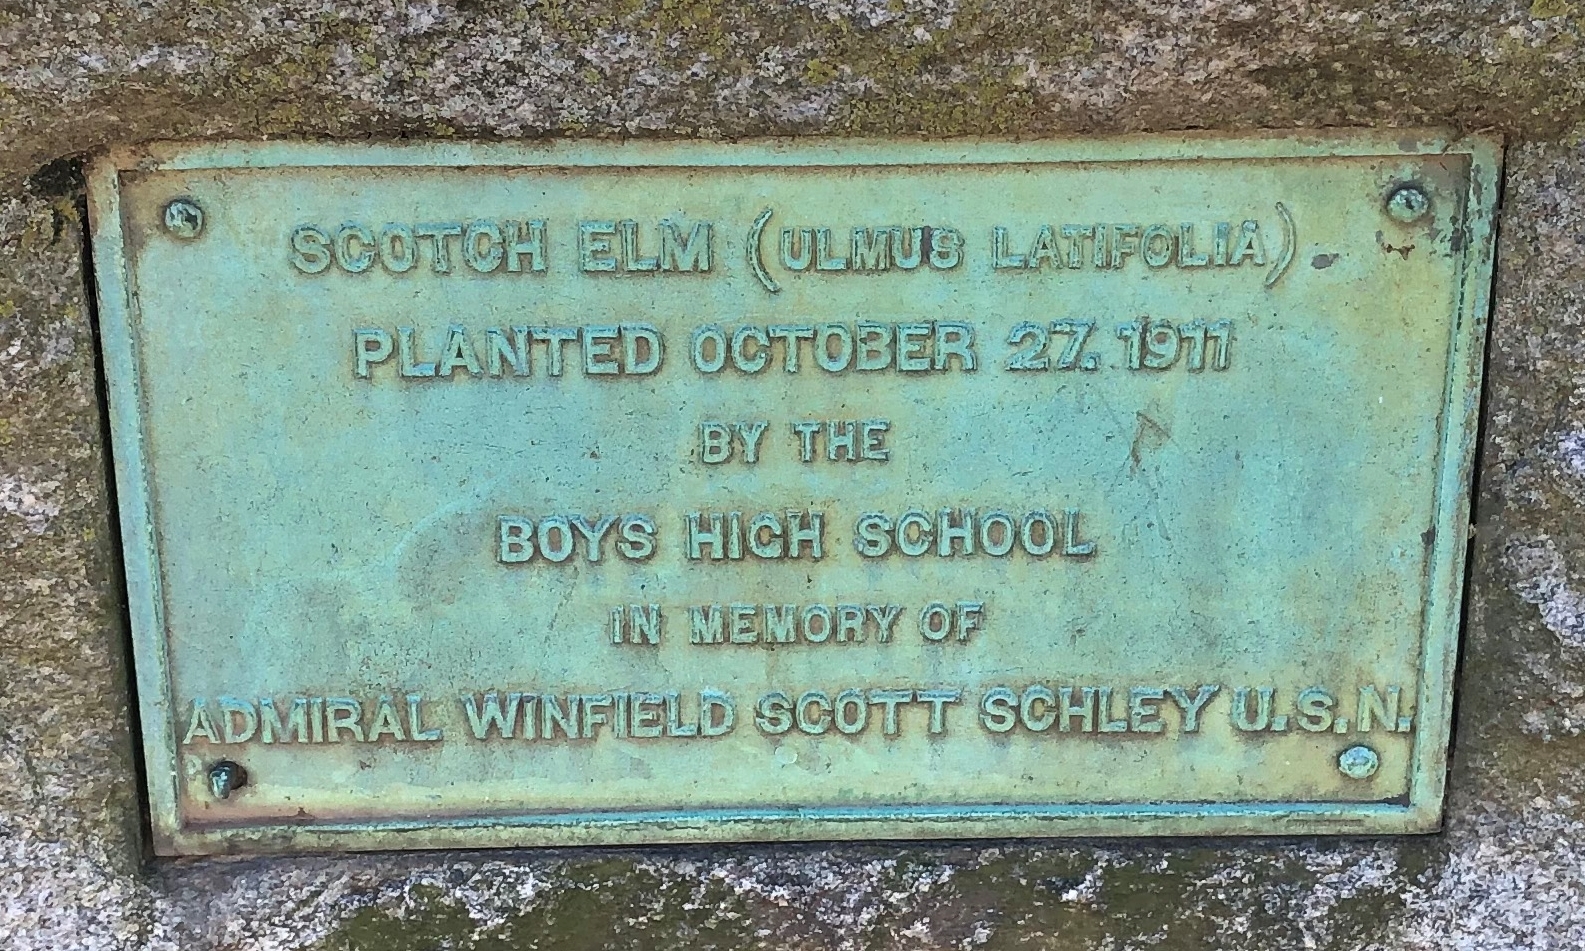 SCOTCH ELM (ULMUS LATIFOLIA)
PLANTED OCTOBER 27. 1911
BY THE
BOYS HIGH SCHOOL
IN MEMORY OF
ADMIRAL WINFIELD SCOTT SCHLEY U.S.N.